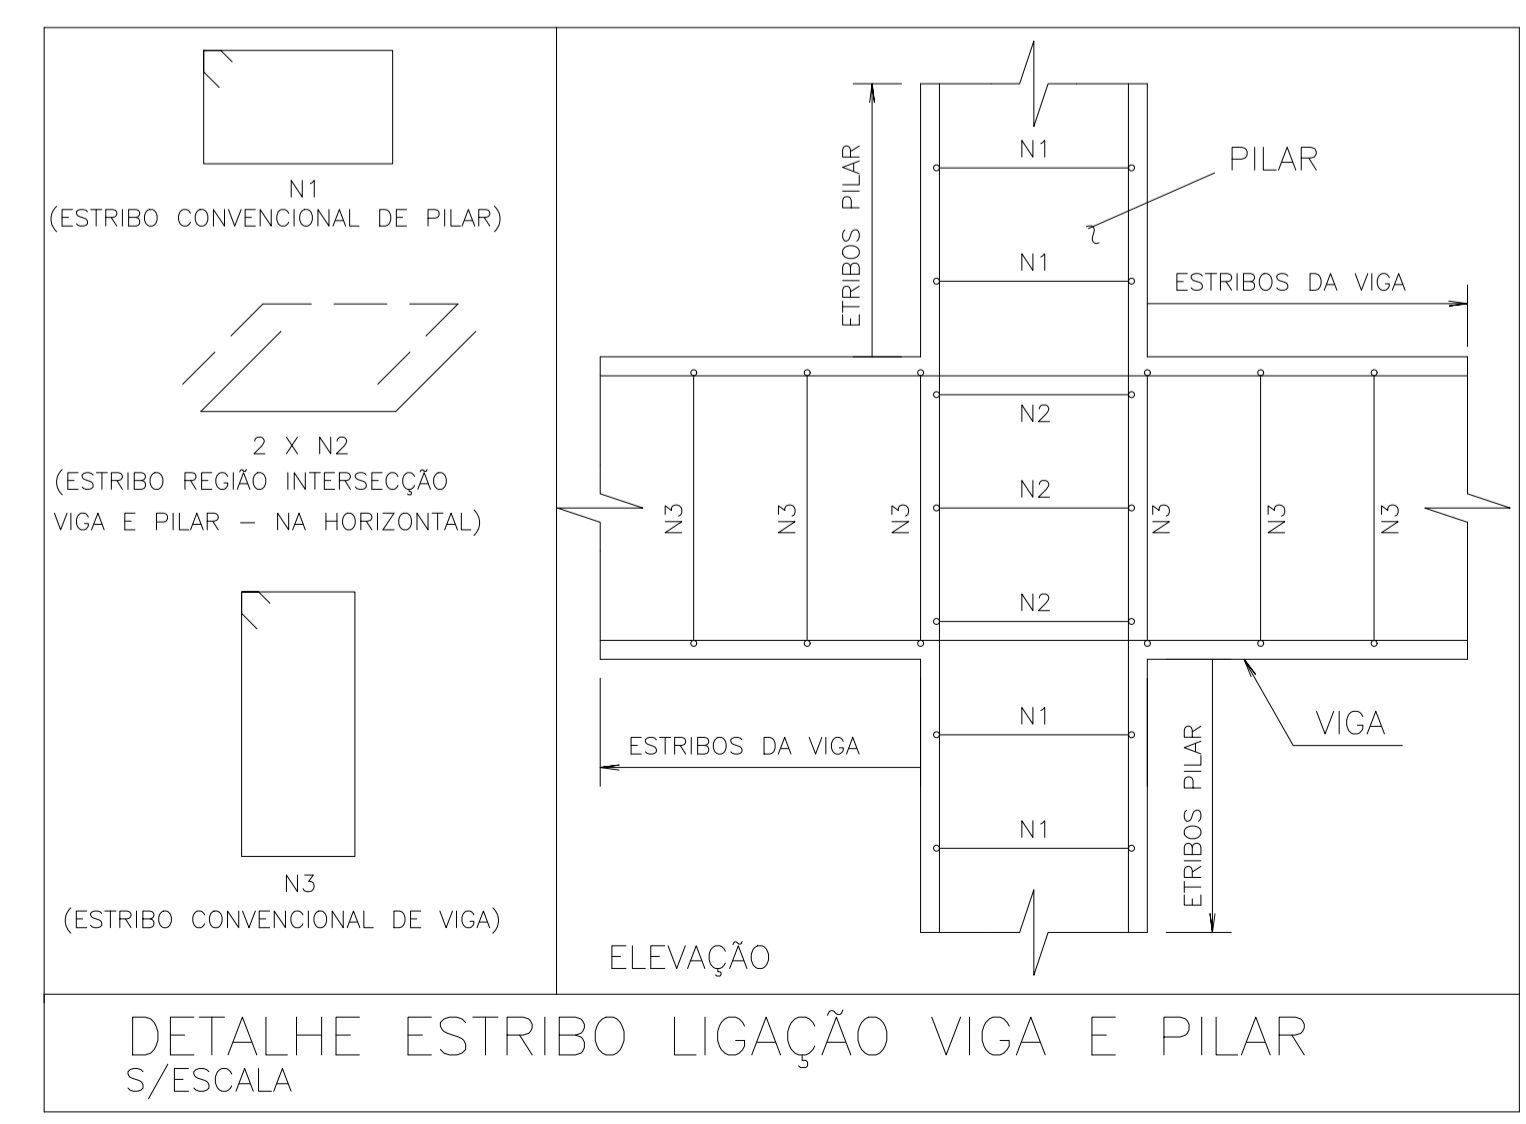 N1
(ESTRIBO CONVENCIONAL DE PILAR)
2 X N2
(ESTRIBO REGIÃO INTERSECÇÃO
VIGA E PILAR - NA HORIZONTAL)
N3
(ESTRIBO CONVENCIONAL DE VIGA)
N1
PILAR
ETRIBOS PILAR
N1
ESTRIBOS DA VIGA
N2
N2
N3
N3
N3
N3
N3
N3
N2
N1
VIGA
ESTRIBOS DA VIGA
ETRIBOS PILAR
N1
ELEVAÇÃO
DETALHE ESTRIBO LIGAÇÃO VIGA E PILAR
S/ESCALA